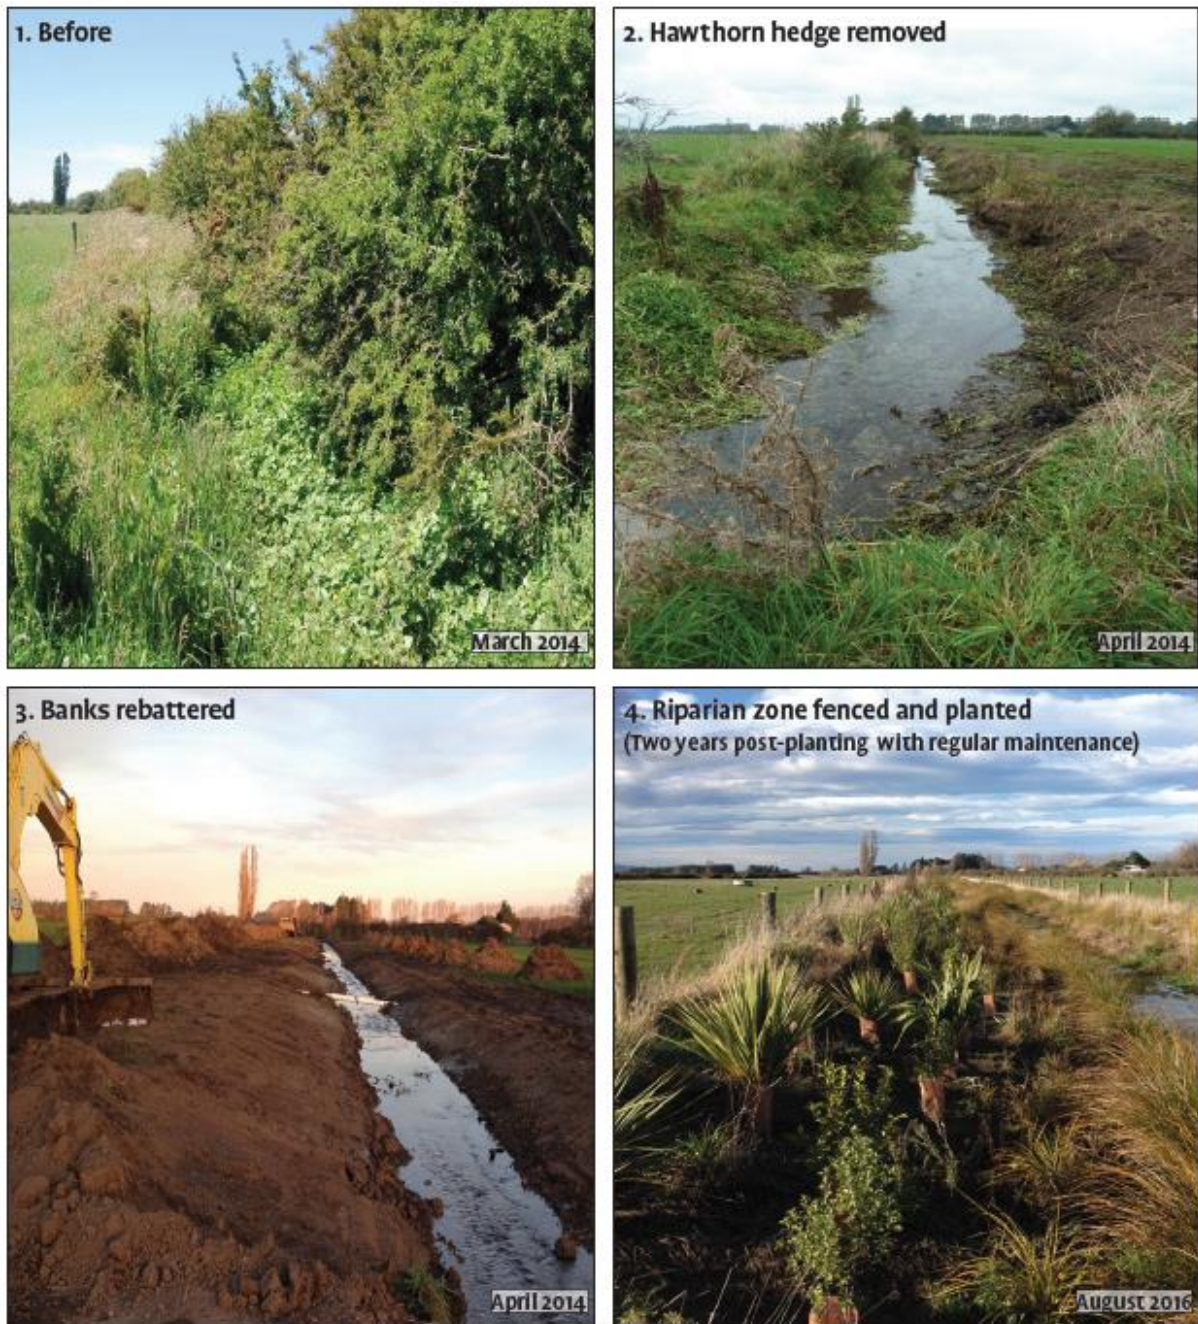 1. Before
March 2014
2. Hawthorn hedge removed
April 2014
3. Banks rebattered
April 2014
4. Riparian zone fenced and planted
(Two years post-planting with regular maintenance)
August 2016